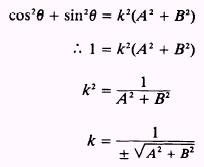 cos²θ + sin²θ = k²(A² + B²)
∴ 1 = k²(A² + B²)
k² = 1 / (A² + B²)
k = 1 / (± √(A² + B²))